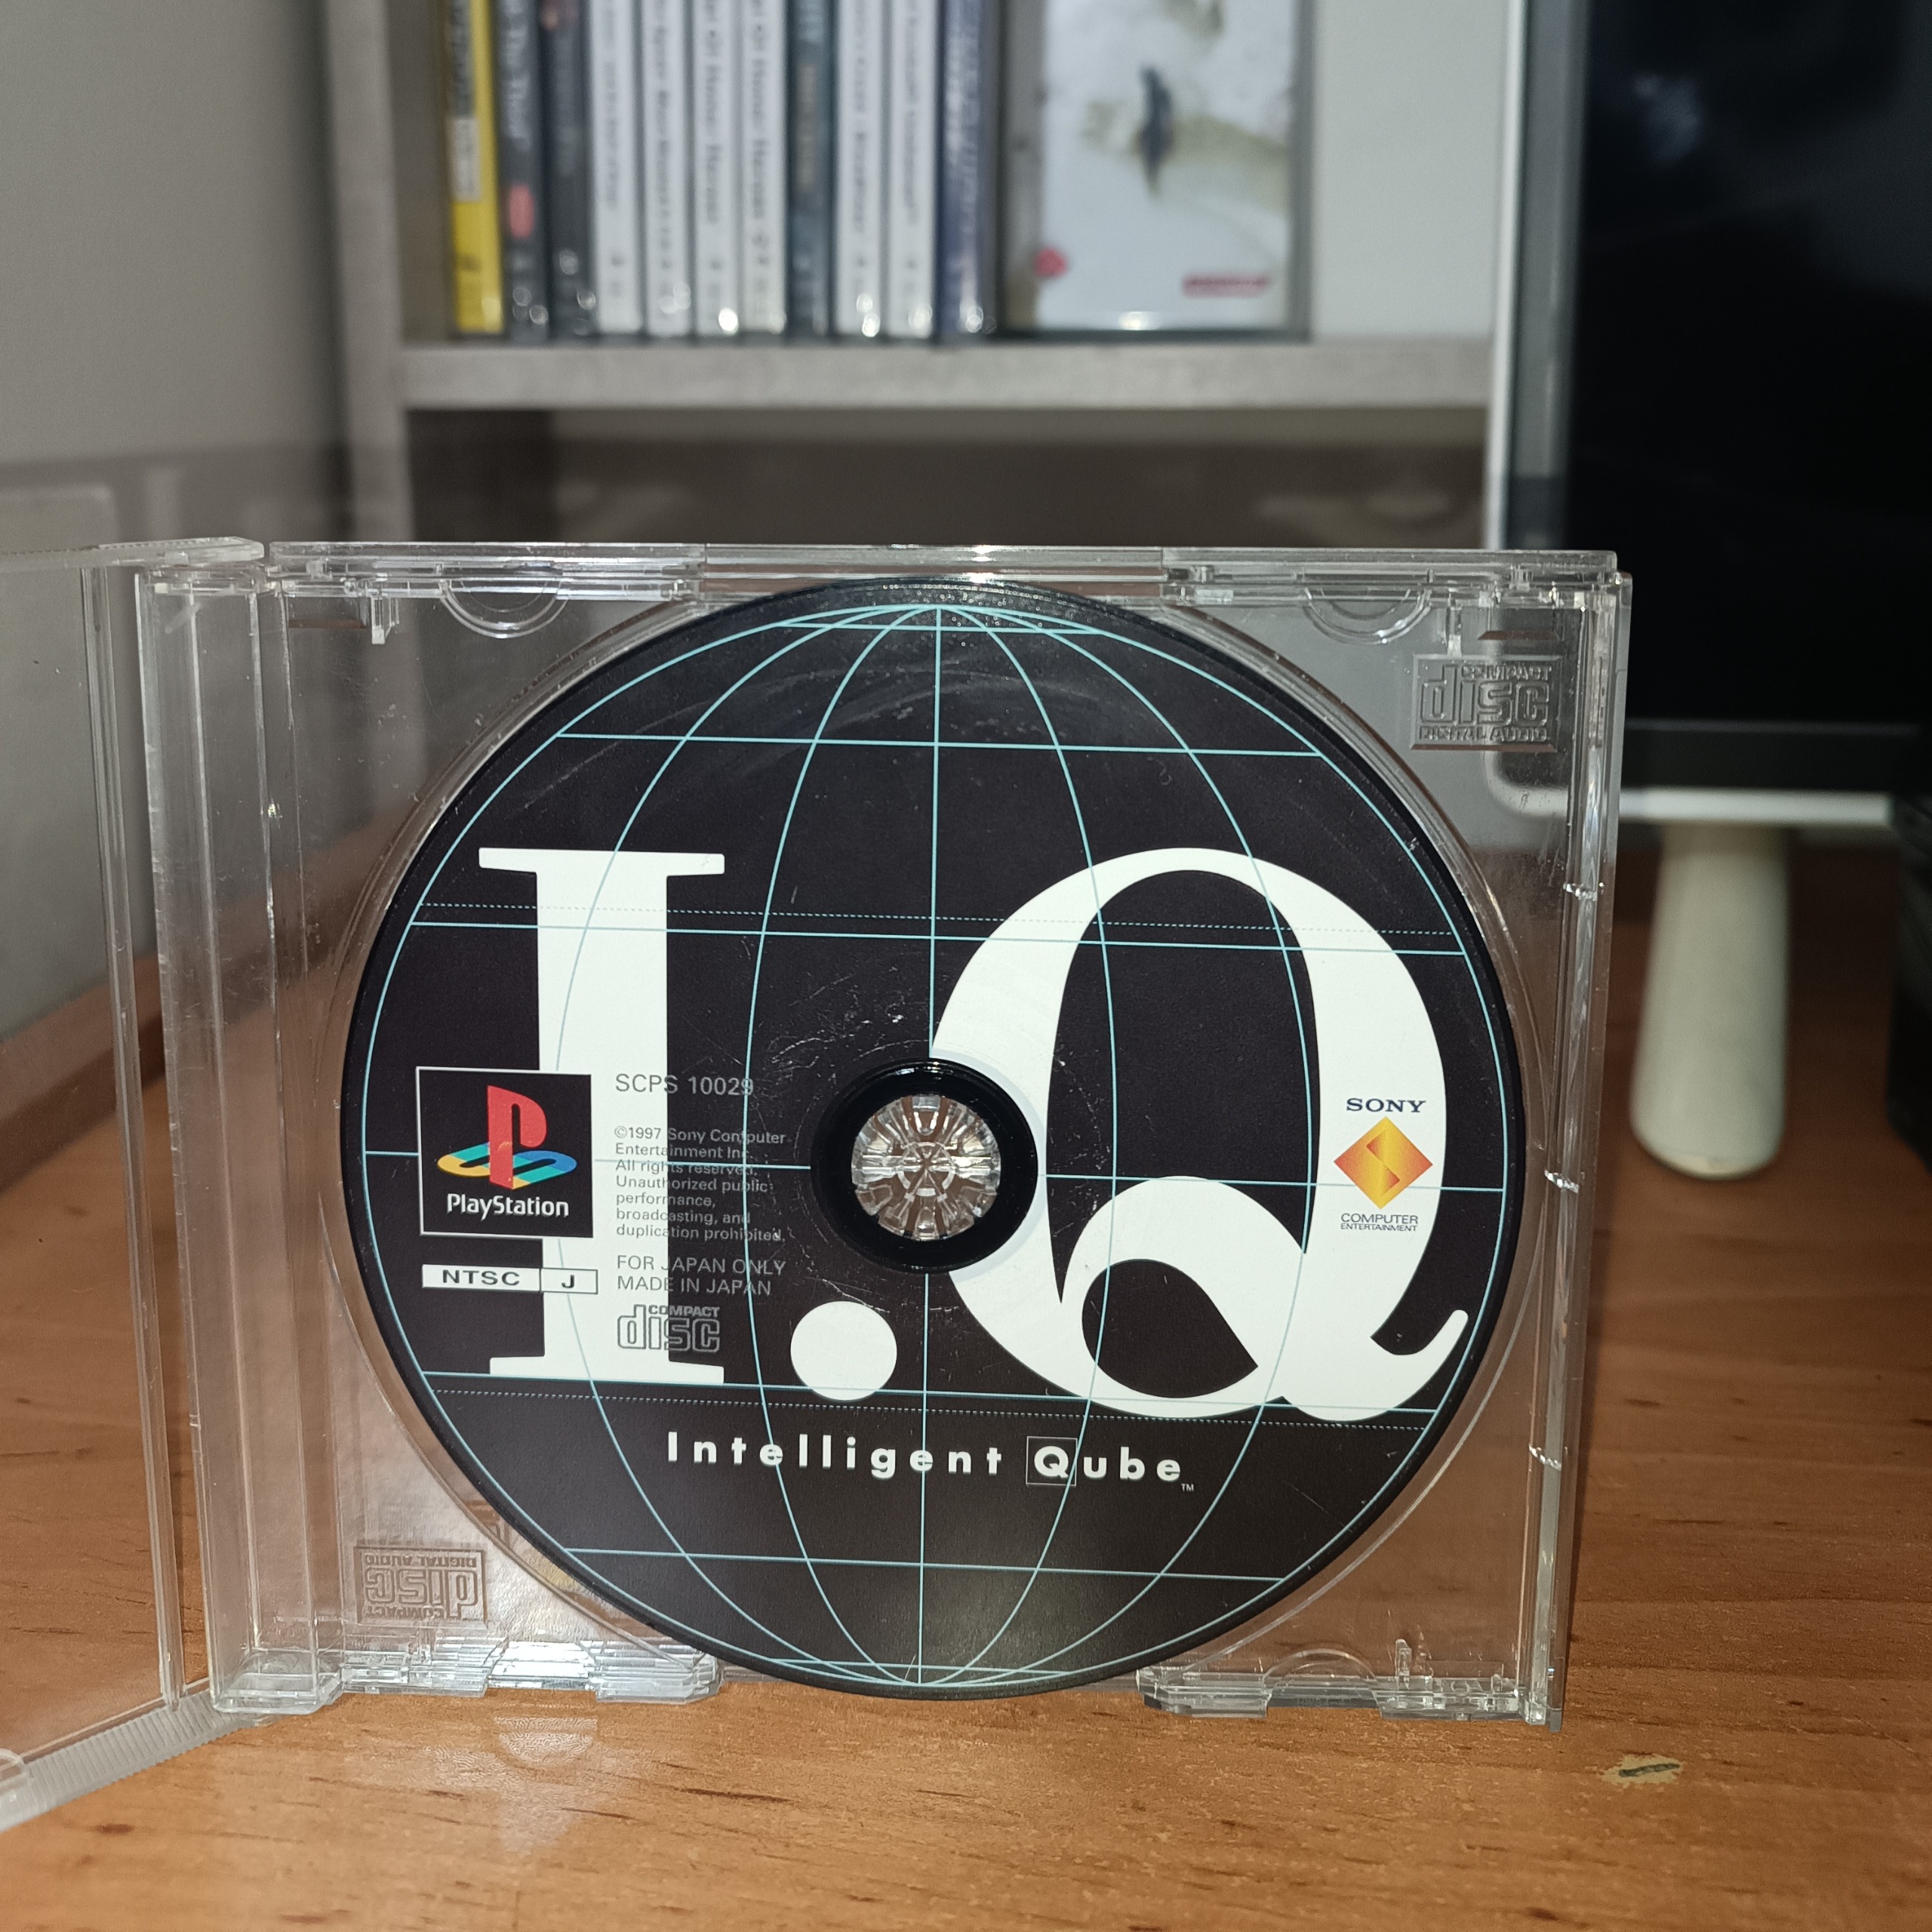 COMPACT
disc
DIGITAL AUDIO
I.Q
PlayStation
NTSC J
SCPS 10029
©1997 Sony Computer
Entertainment Inc.
All rights reserved.
Unauthorized public
performance,
broadcasting, and
duplication prohibited.
FOR JAPAN ONLY
MADE IN JAPAN
COMPACT
disc
SONY
COMPUTER
ENTERTAINMENT
Intelligent Qube™
COMPACT
disc
DIGITAL AUDIO